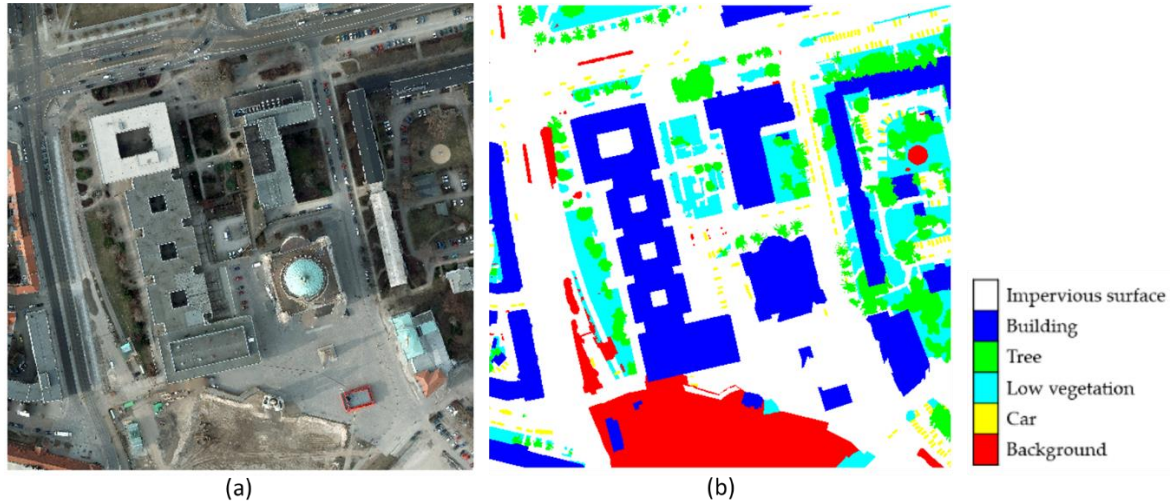 Impervious surface
Building
Tree
Low vegetation
Car
Background
(a)
(b)